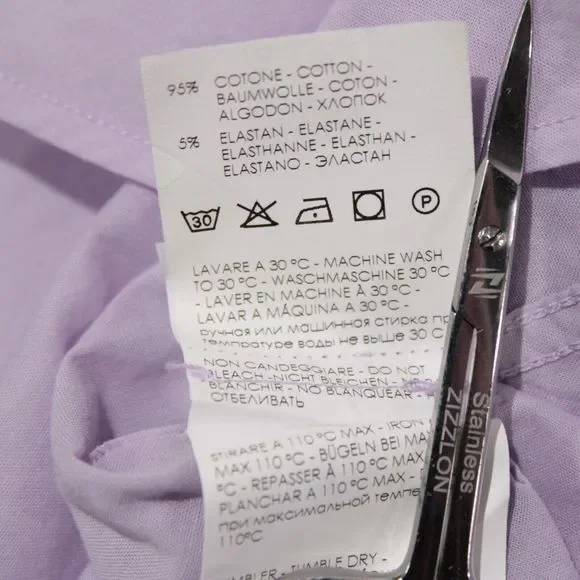 95% COTONE - COTTON -
BAUMWOLLE - COTON -
ALGODON - ХЛОПОК
5% ELASTAN - ELASTANE -
ELASTHANNE - ELASTHAN -
ELASTANO - ЭЛАСТАН
30 P
LAVARE A 30 °C - MACHINE WASH
TO 30 °C - WASCHMASCHINE 30 °C
- LAVER EN MACHINE À 30 °C -
LAVAR A MÁQUINA A 30 °C -
ручная или машинная стирка пр
температуре воды не выше 30 С
NON CANDEGGIARE - DO NOT
BLEACH - NICHT BLEICHEN - N
BLANCHIR - NO BLANQUEAR -
ОТБЕЛИВАТЬ
STIRARE A 110 °C MAX - IRON
MAX 110 °C - BÜGELN BEI MA
°C - REPASSER À 110 °C MAX
PLANCHAR A 110 °C MAX -
при максимальной темпе
110°C
TUMBLE DRY -
Stainless
ZIZZLON